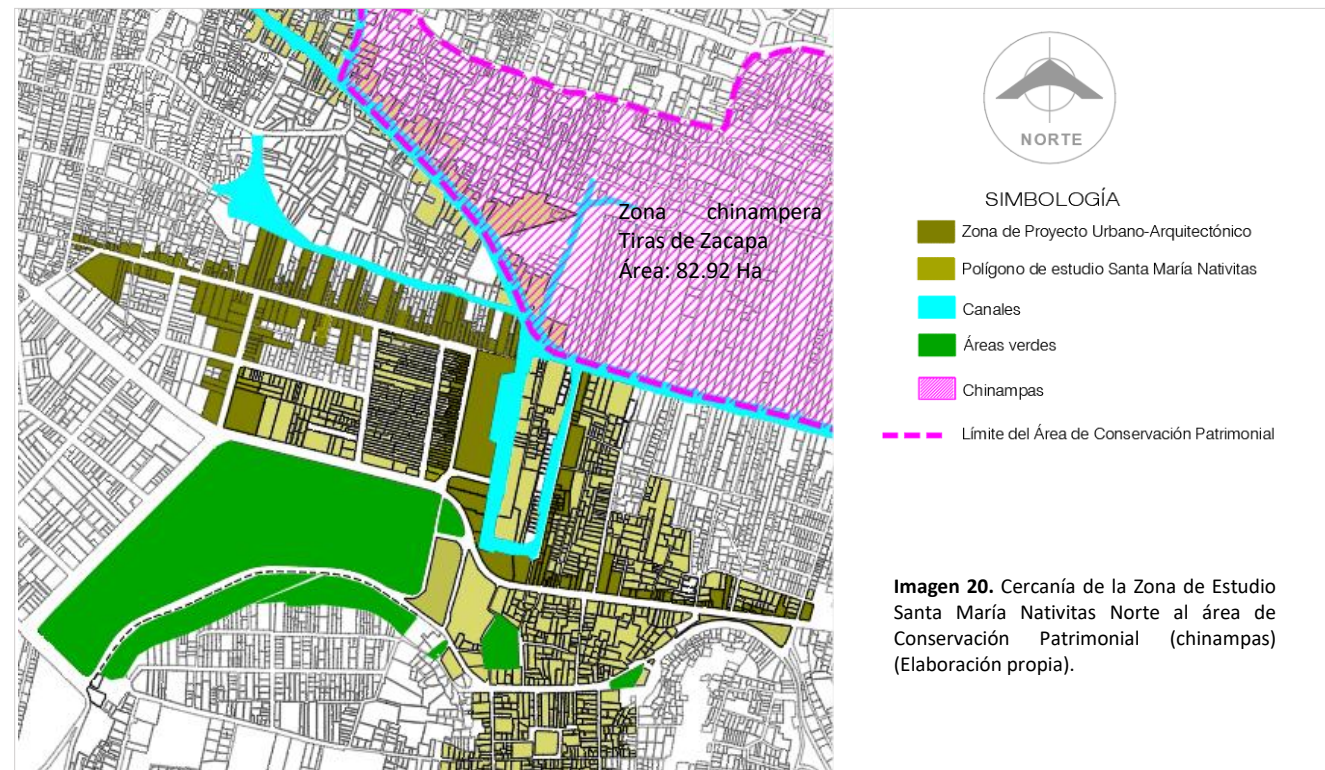 Zona chinampera
Tiras de Zacapa
Área: 82.92 Ha
NORTE
SIMBOLOGÍA
Zona de Proyecto Urbano-Arquitectónico
Polígono de estudio Santa María Nativitas
Canales
Áreas verdes
Chinampas
Límite del Área de Conservación Patrimonial
Imagen 20. Cercanía de la Zona de Estudio
Santa María Nativitas Norte al área de
Conservación Patrimonial (chinampas)
(Elaboración propia).